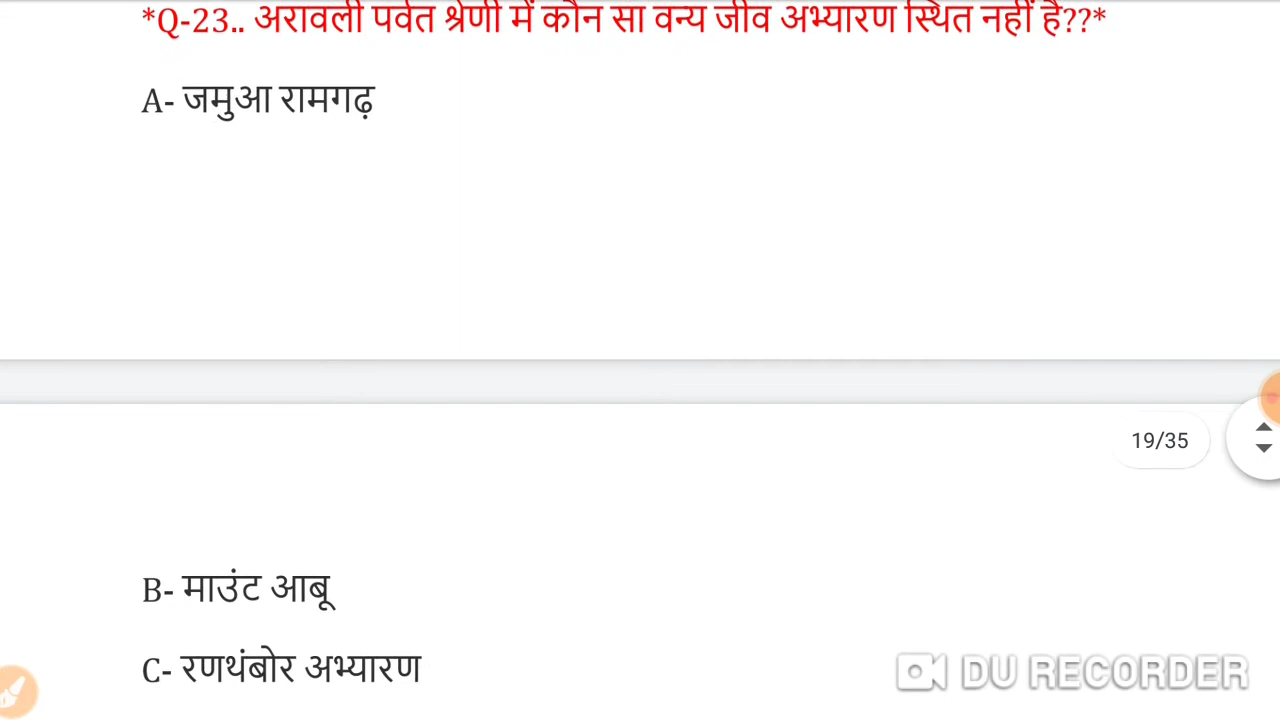 *Q-23.. अरावली पर्वत श्रेणी में कौन सा वन्य जीव अभ्यारण स्थित नहीं है??*
A- जमुआ रामगढ़
19/35
B- माउंट आबू
C- रणथंबोर अभ्यारण
DU RECORDER